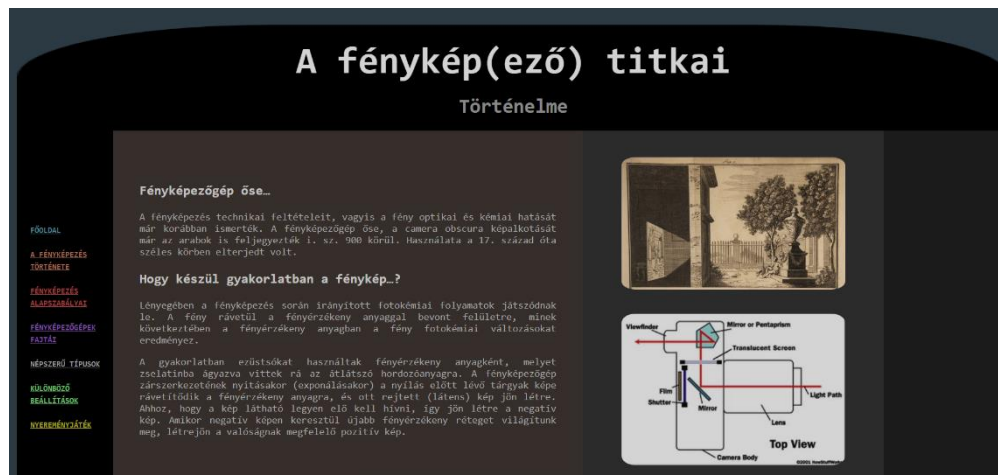 A fénykép(ező) titkai
Történelme
FŐOLDAL
A FÉNYKÉPEZÉS
TÖRTÉNETE
FÉNYKÉPEZÉS
ALAPSZABÁLYAI
FÉNYKÉPEZŐGÉPEK
FAJTÁI
NÉPSZERŰ TÍPUSOK
KÜLÖNBÖZŐ
BEÁLLÍTÁSOK
NYEREMÉNYJÁTÉK
Fényképezőgép őse…
A fényképezés technikai feltételeit, vagyis a fény optikai és kémiai hatását
már korábban ismerték. A fényképezőgép őse, a camera obscura képalkotását
már az arabok is feljegyezték i. sz. 900 körül. Használata a 17. század óta
széles körben elterjedt volt.
Hogy készül gyakorlatban a fénykép…?
Lényegében a fényképezés során irányított fotokémiai folyamatok játszódnak
le. A fény rávetül a fényérzékeny anyaggal bevont felületre, minek
következtében a fényérzékeny anyagban a fény fotokémiai változásokat
eredményez.
A gyakorlatban ezüstsókat használtak fényérzékeny anyagként, melyet
zselatinba ágyazva vittek rá az átlátszó hordozóanyagra. A fényképezőgép
zárszerkezetének nyitásakor (exponálásakor) a nyílás előtt lévő tárgyak képe
rávetítődik a fényérzékeny anyagra, és ott rejtett (látens) kép jön létre.
Ahhoz, hogy a kép látható legyen elő kell hívni, így jön létre a negatív
kép. Amikor negatív képen keresztül újabb fényérzékeny réteget világítunk
meg, létrejön a valóságnak megfelelő pozitív kép.
Viewfinder
Mirror or Pentaprism
Translucent Screen
Film
Shutter
Mirror
Light Path
Lens
Top View
Camera Body
©2001 HowStuffWorks